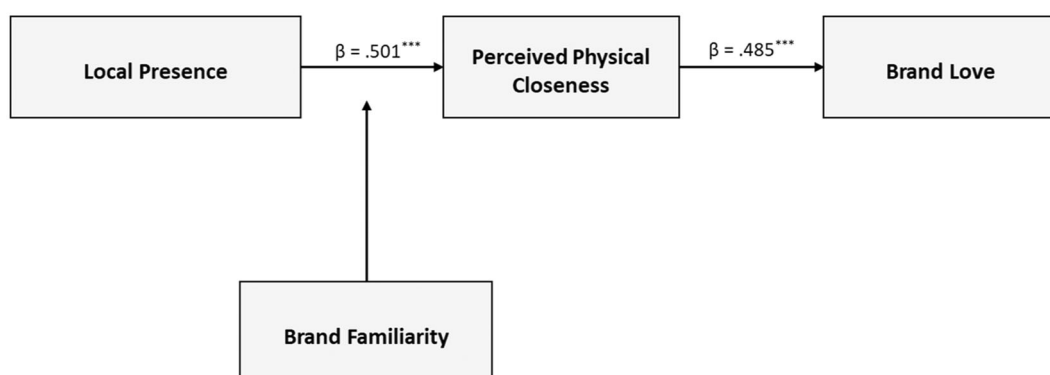 Local Presence
β = .501***
Perceived Physical
Closeness
β = .485***
Brand Love
Brand Familiarity